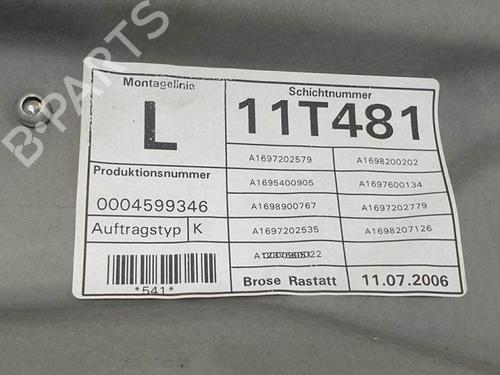 B-PARTS
Montagelinie
L
Schichtnummer
11T481
Produktionsnummer
0004599346
Auftragstyp K
*541*
A1697202579
A1698200202
A1695400905
A1697600134
A1698900767
A1697202779
A1697202535
A1698207126
Brose Rastatt
11.07.2006